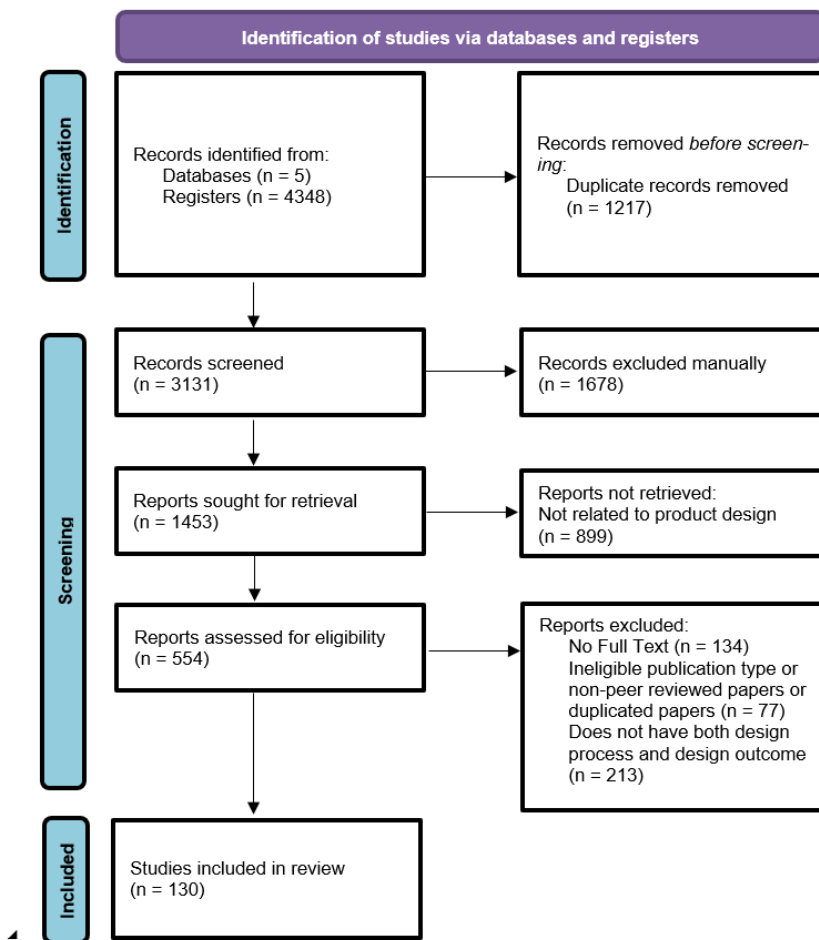 Identification of studies via databases and registers
Identification
Records identified from:
Databases (n = 5)
Registers (n = 4348)
Records removed before screen-
ing:
Duplicate records removed
(n = 1217)
Screening
Records screened
(n = 3131)
Records excluded manually
(n = 1678)
Reports sought for retrieval
(n = 1453)
Reports not retrieved:
Not related to product design
(n = 899)
Reports assessed for eligibility
(n = 554)
Reports excluded:
No Full Text (n = 134)
Ineligible publication type or
non-peer reviewed papers or
duplicated papers (n = 77)
Does not have both design
process and design outcome
(n = 213)
Included
Studies included in review
(n = 130)